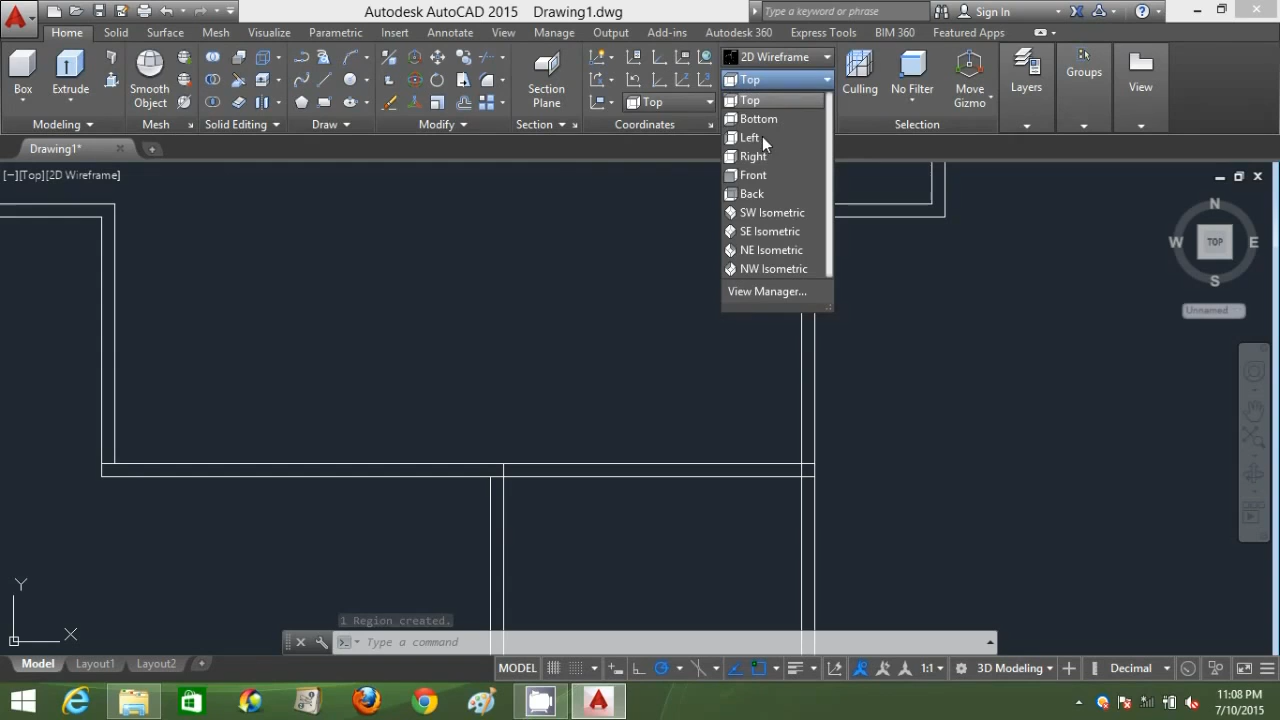 Autodesk AutoCAD 2015 Drawing1.dwg
Type a keyword or phrase
Sign In
Home Solid Surface Mesh Visualize Parametric Insert Annotate View Manage Output Add-ins Autodesk 360 Express Tools BIM 360 Featured Apps
Box
Extrude
Smooth
Object
Section
Plane
Top
2D Wireframe
Top
Culling
No Filter
Move
Gizmo
Layers
Groups
View
Modeling
Mesh
Solid Editing
Draw
Modify
Section
Coordinates
Selection
Top
Bottom
Left
Right
Front
Back
SW Isometric
SE Isometric
NE Isometric
NW Isometric
View Manager...
Drawing1*
[−][Top][2D Wireframe]
N
W
TOP
E
S
Unnamed
Y
X
1 Region created.
Type a command
Model Layout1 Layout2
MODEL
1:1
3D Modeling
Decimal
11:08 PM
7/10/2015